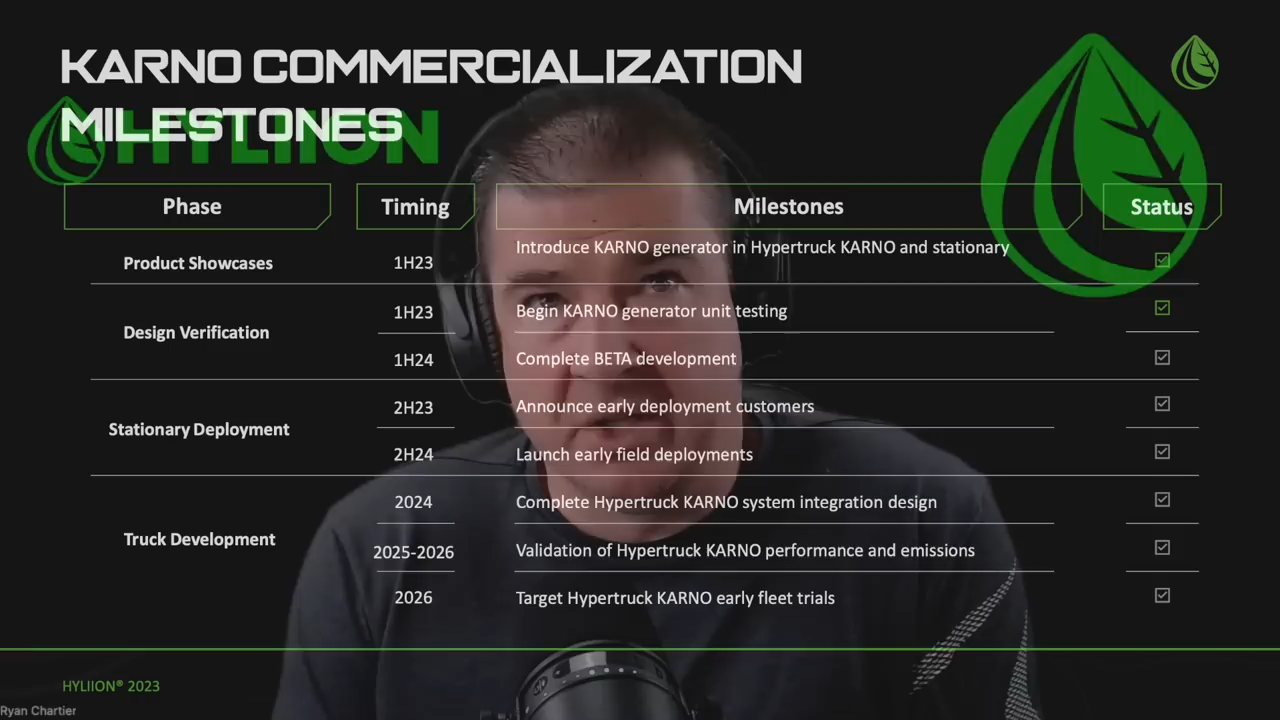 KARNO COMMERCIALIZATION
MILESTONES
HYLIION
Phase Timing Milestones Status
Product Showcases 1H23 Introduce KARNO generator in Hypertruck KARNO and stationary
Design Verification 1H23 Begin KARNO generator unit testing
1H24 Complete BETA development
Stationary Deployment 2H23 Announce early deployment customers
2H24 Launch early field deployments
Truck Development 2024 Complete Hypertruck KARNO system integration design
2025-2026 Validation of Hypertruck KARNO performance and emissions
2026 Target Hypertruck KARNO early fleet trials
HYLIION® 2023
Ryan Chartier